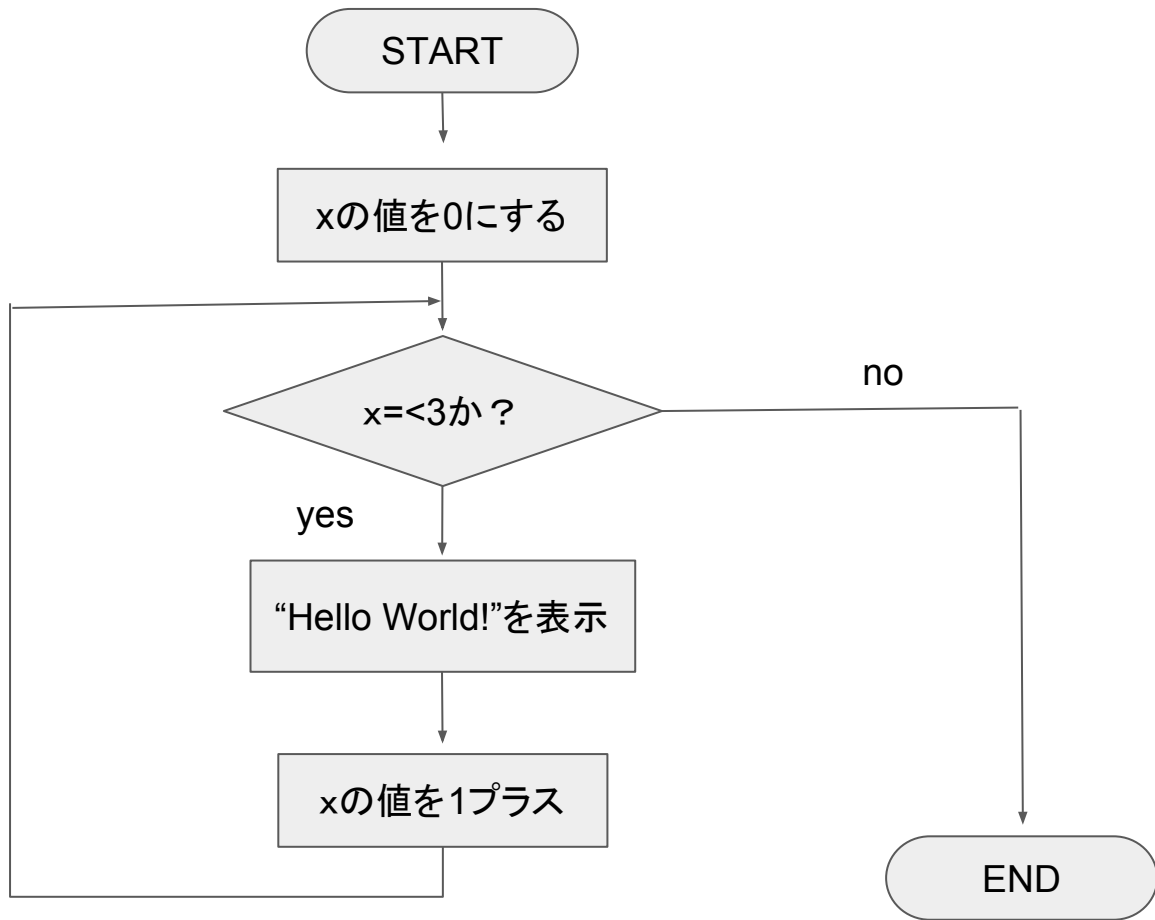 START
xの値を0にする
x=<3か？
no
yes
“Hello World!”を表示
xの値を1プラス
END